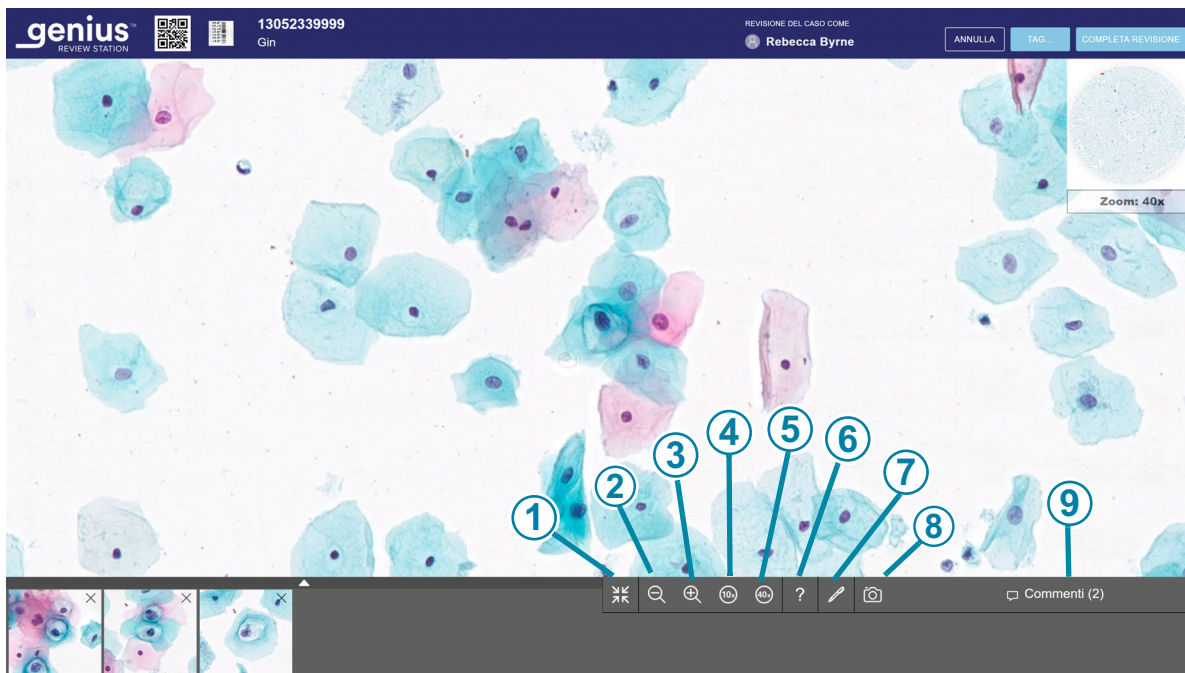 genius™
REVIEW STATION
13052339999
Gin
REVISIONE DEL CASO COME
Rebecca Byrne
ANNULLA
TAG...
COMPLETA REVISIONE
Zoom: 40x
1
2
3
4
5
6
7
8
9
10x
40x
?
Commenti (2)